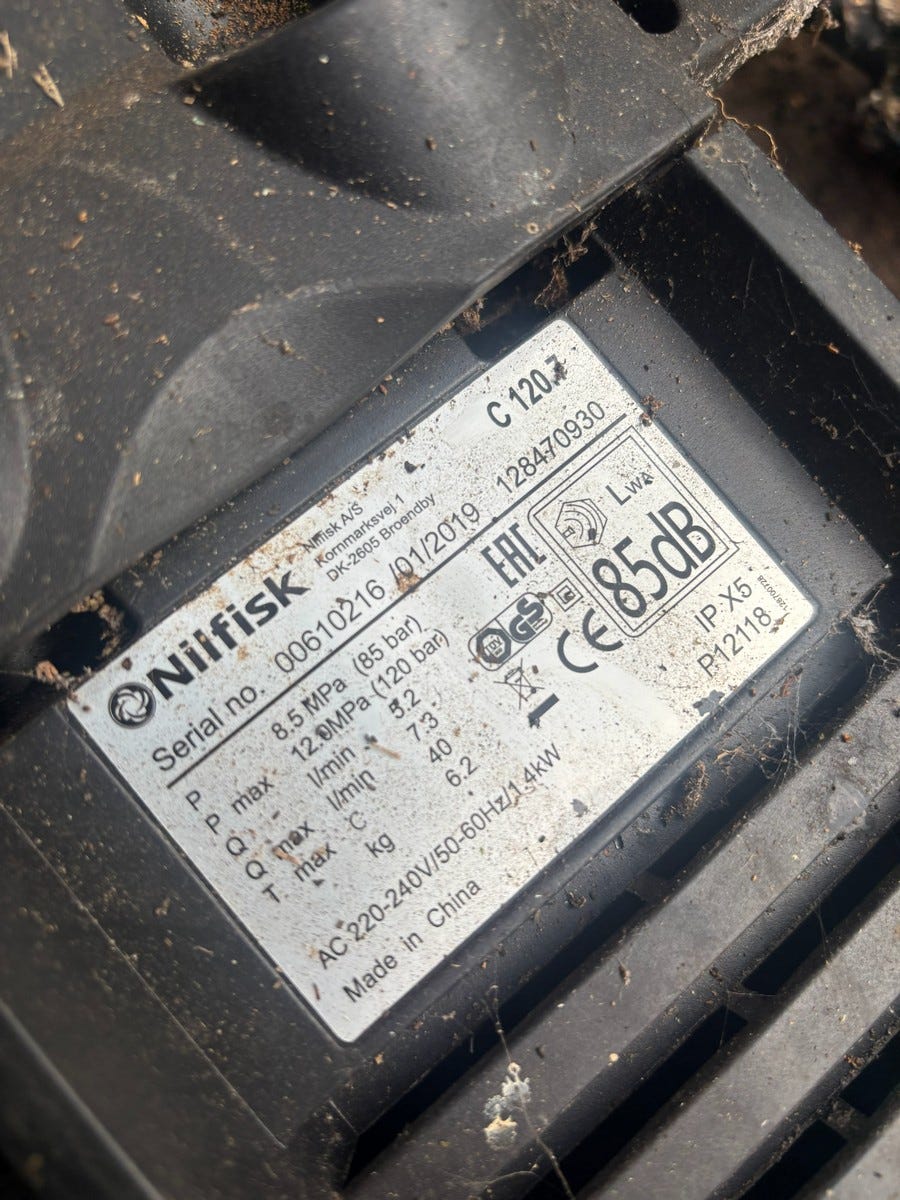 C 120.7
Nilfisk
Nilfisk A/S
Kornmarksvej 1
DK-2605 Broendby
Serial no. 00610216 /01/2019 128470930
P 8.5 MPa (85 bar)
P max 12.0MPa (120 bar)
Q l/min 5.2
Q max l/min 7.3
T max C 40
kg 6.2
AC 220-240V/50-60Hz/1.4kW
Made in China
EAC
GS
CE
LWA
85dB
IP X5
P12118